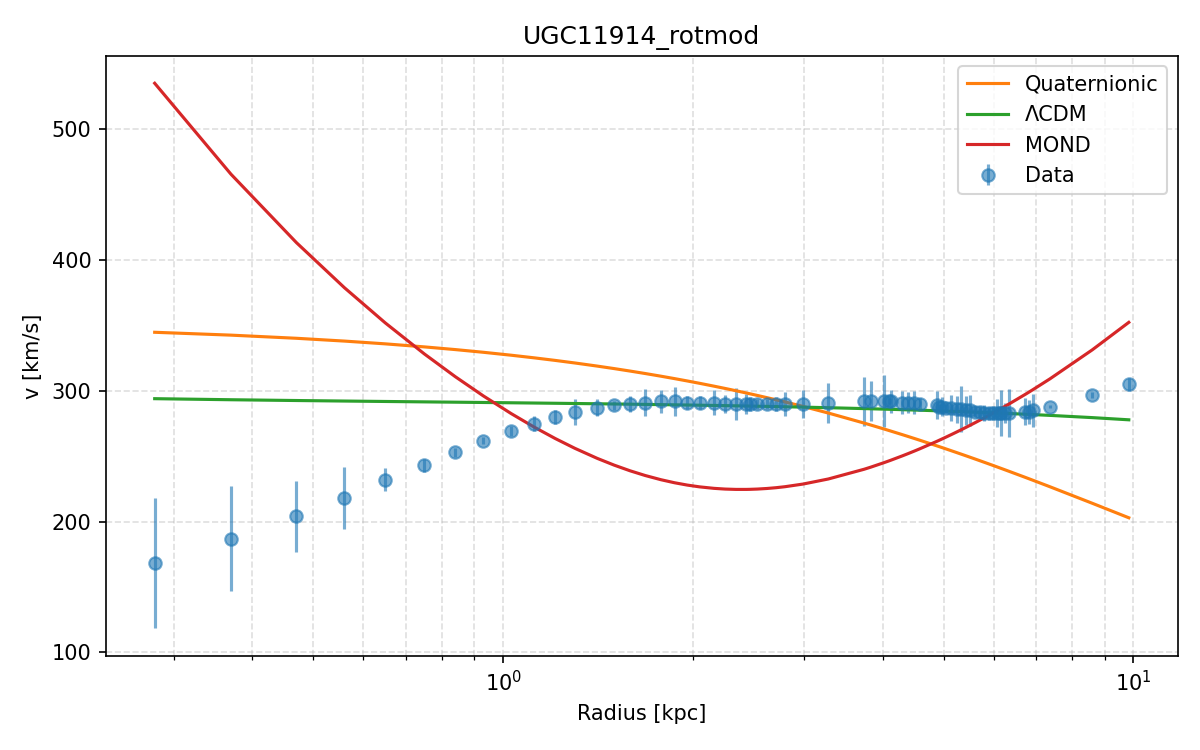 UGC11914_rotmod
Quaternionic
ΛCDM
MOND
Data
500
400
300
200
100
v [km/s]
10⁰
10¹
Radius [kpc]